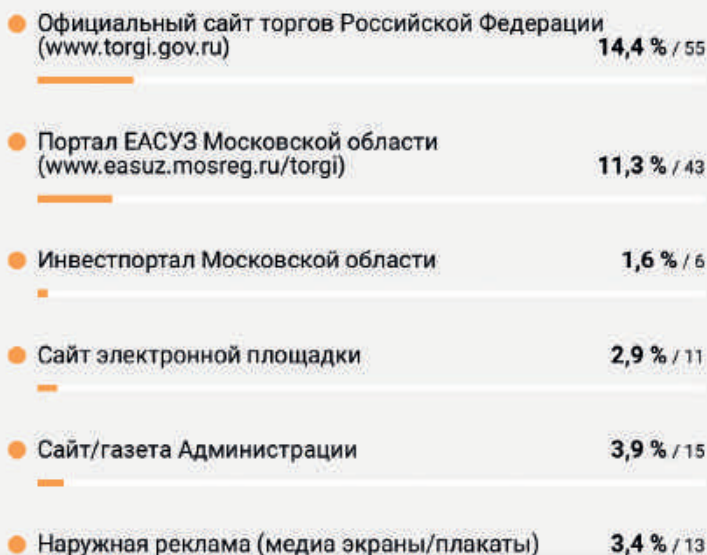 Официальный сайт торгов Российской Федерации
(www.torgi.gov.ru) 14,4 % / 55
Портал ЕАСУЗ Московской области
(www.easuz.mosreg.ru/torgi) 11,3 % / 43
Инвестпортал Московской области 1,6 % / 6
Сайт электронной площадки 2,9 % / 11
Сайт/газета Администрации 3,9 % / 15
Наружная реклама (медиа экраны/плакаты) 3,4 % / 13